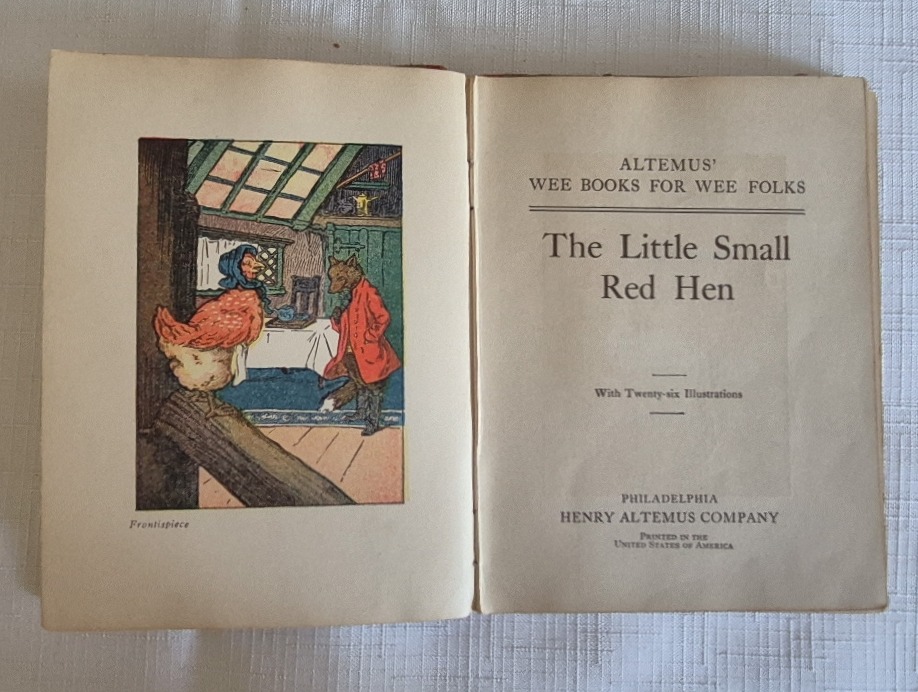 Frontispiece
ALTEMUS'
WEE BOOKS FOR WEE FOLKS
The Little Small
Red Hen
With Twenty-six Illustrations
PHILADELPHIA
HENRY ALTEMUS COMPANY
PRINTED IN THE
UNITED STATES OF AMERICA